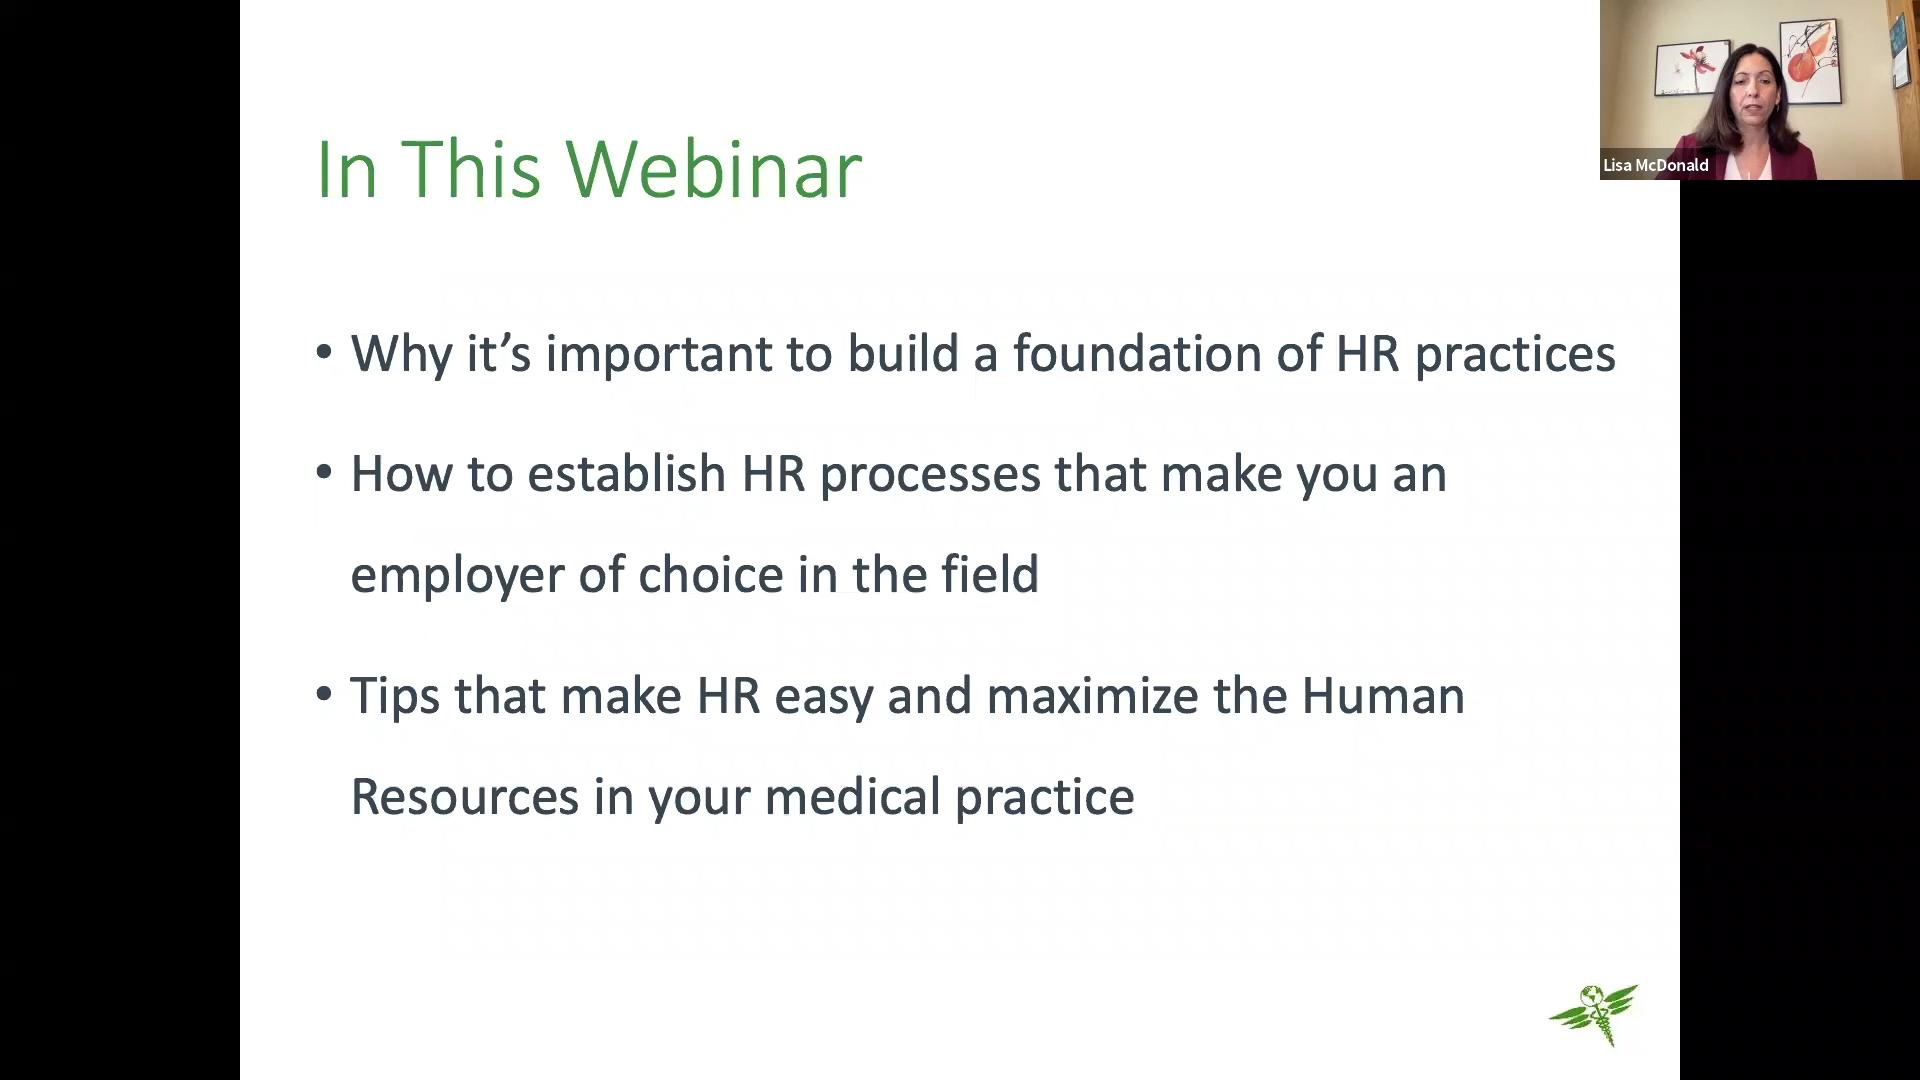 In This Webinar
• Why it’s important to build a foundation of HR practices
• How to establish HR processes that make you an
employer of choice in the field
• Tips that make HR easy and maximize the Human
Resources in your medical practice
Lisa McDonald